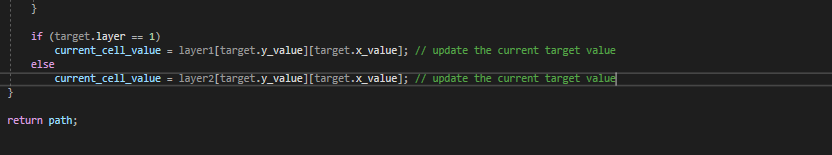 }
if (target.layer == 1)
current_cell_value = layer1[target.y_value][target.x_value]; // update the current target value
else
current_cell_value = layer2[target.y_value][target.x_value]; // update the current target value
}
return path;